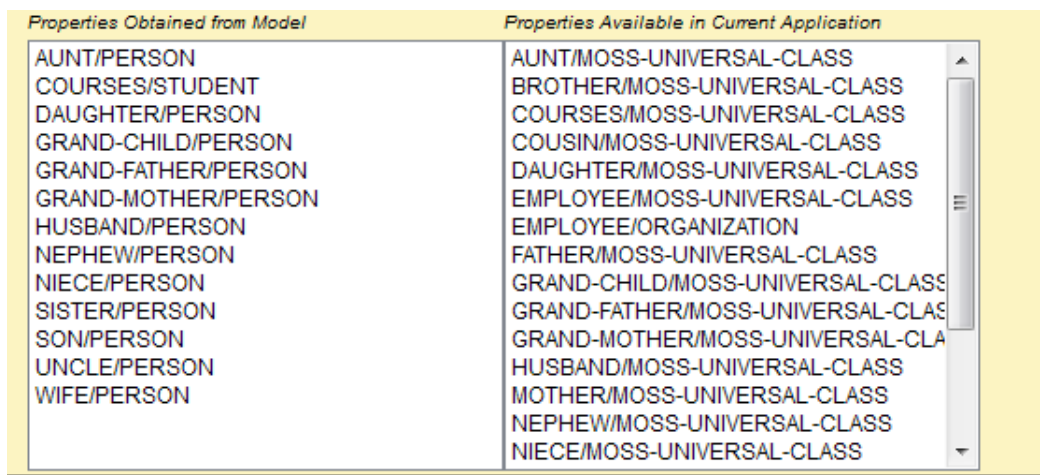 Properties Obtained from Model
AUNT/PERSON
COURSES/STUDENT
DAUGHTER/PERSON
GRAND-CHILD/PERSON
GRAND-FATHER/PERSON
GRAND-MOTHER/PERSON
HUSBAND/PERSON
NEPHEW/PERSON
NIECE/PERSON
SISTER/PERSON
SON/PERSON
UNCLE/PERSON
WIFE/PERSON
Properties Available in Current Application
AUNT/MOSS-UNIVERSAL-CLASS
BROTHER/MOSS-UNIVERSAL-CLASS
COURSES/MOSS-UNIVERSAL-CLASS
COUSIN/MOSS-UNIVERSAL-CLASS
DAUGHTER/MOSS-UNIVERSAL-CLASS
EMPLOYEE/MOSS-UNIVERSAL-CLASS
EMPLOYEE/ORGANIZATION
FATHER/MOSS-UNIVERSAL-CLASS
GRAND-CHILD/MOSS-UNIVERSAL-CLASS
GRAND-FATHER/MOSS-UNIVERSAL-CLAS
GRAND-MOTHER/MOSS-UNIVERSAL-CLA
HUSBAND/MOSS-UNIVERSAL-CLASS
MOTHER/MOSS-UNIVERSAL-CLASS
NEPHEW/MOSS-UNIVERSAL-CLASS
NIECE/MOSS-UNIVERSAL-CLASS